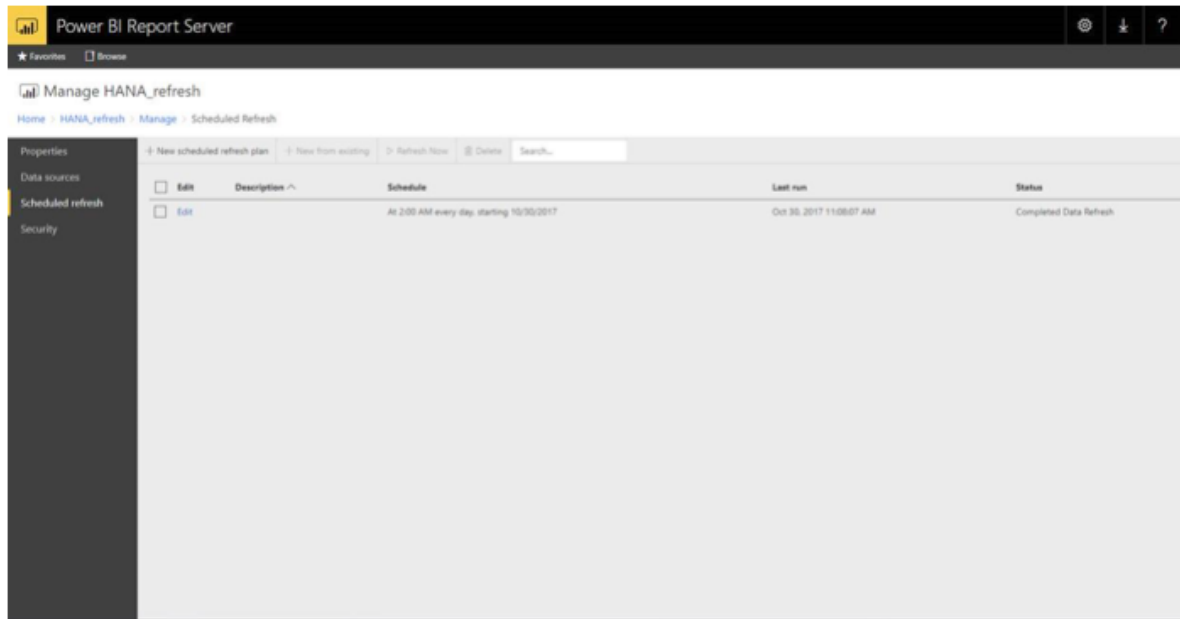 Power BI Report Server ?
Favorites Browse
Manage HANA_refresh
Home > HANA_refresh > Manage > Scheduled Refresh
Properties
Data sources
Scheduled refresh
Security
+ New scheduled refresh plan + New from existing Refresh Now Delete Search...
Edit Description Schedule Last run Status
Edit At 2:00 AM every day, starting 10/30/2017 Oct 30, 2017 11:08:07 AM Completed Data Refresh